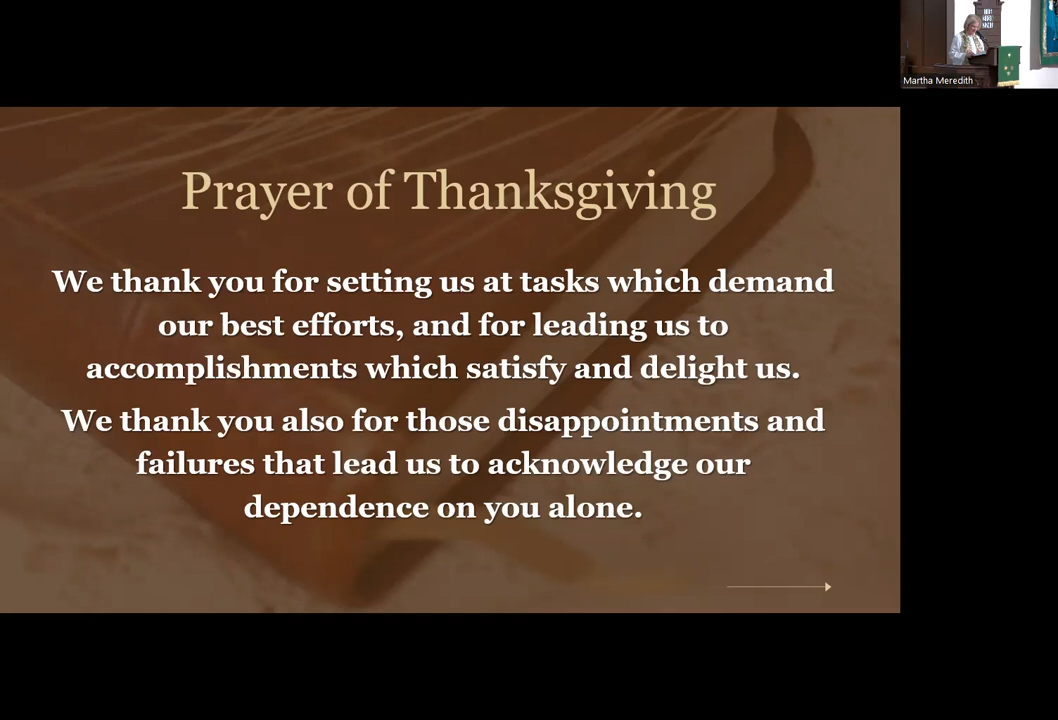 Martha Meredith
Prayer of Thanksgiving
We thank you for setting us at tasks which demand
our best efforts, and for leading us to
accomplishments which satisfy and delight us.
We thank you also for those disappointments and
failures that lead us to acknowledge our
dependence on you alone.